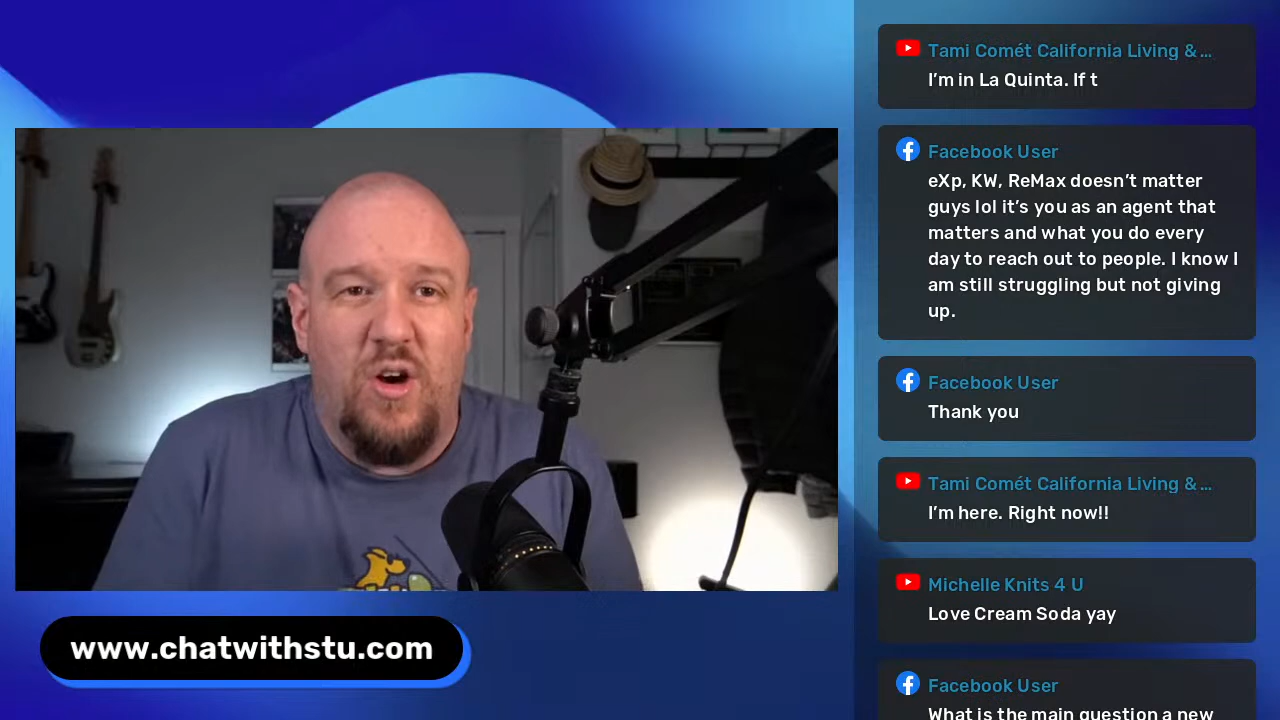 Tami Comét California Living & ...
I'm in La Quinta. If t
Facebook User
eXp, KW, ReMax doesn't matter
guys lol it's you as an agent that
matters and what you do every
day to reach out to people. I know I
am still struggling but not giving
up.
Facebook User
Thank you
Tami Comét California Living & ...
I'm here. Right now!!
Michelle Knits 4 U
Love Cream Soda yay
Facebook User
What is the main question a new
www.chatwithstu.com